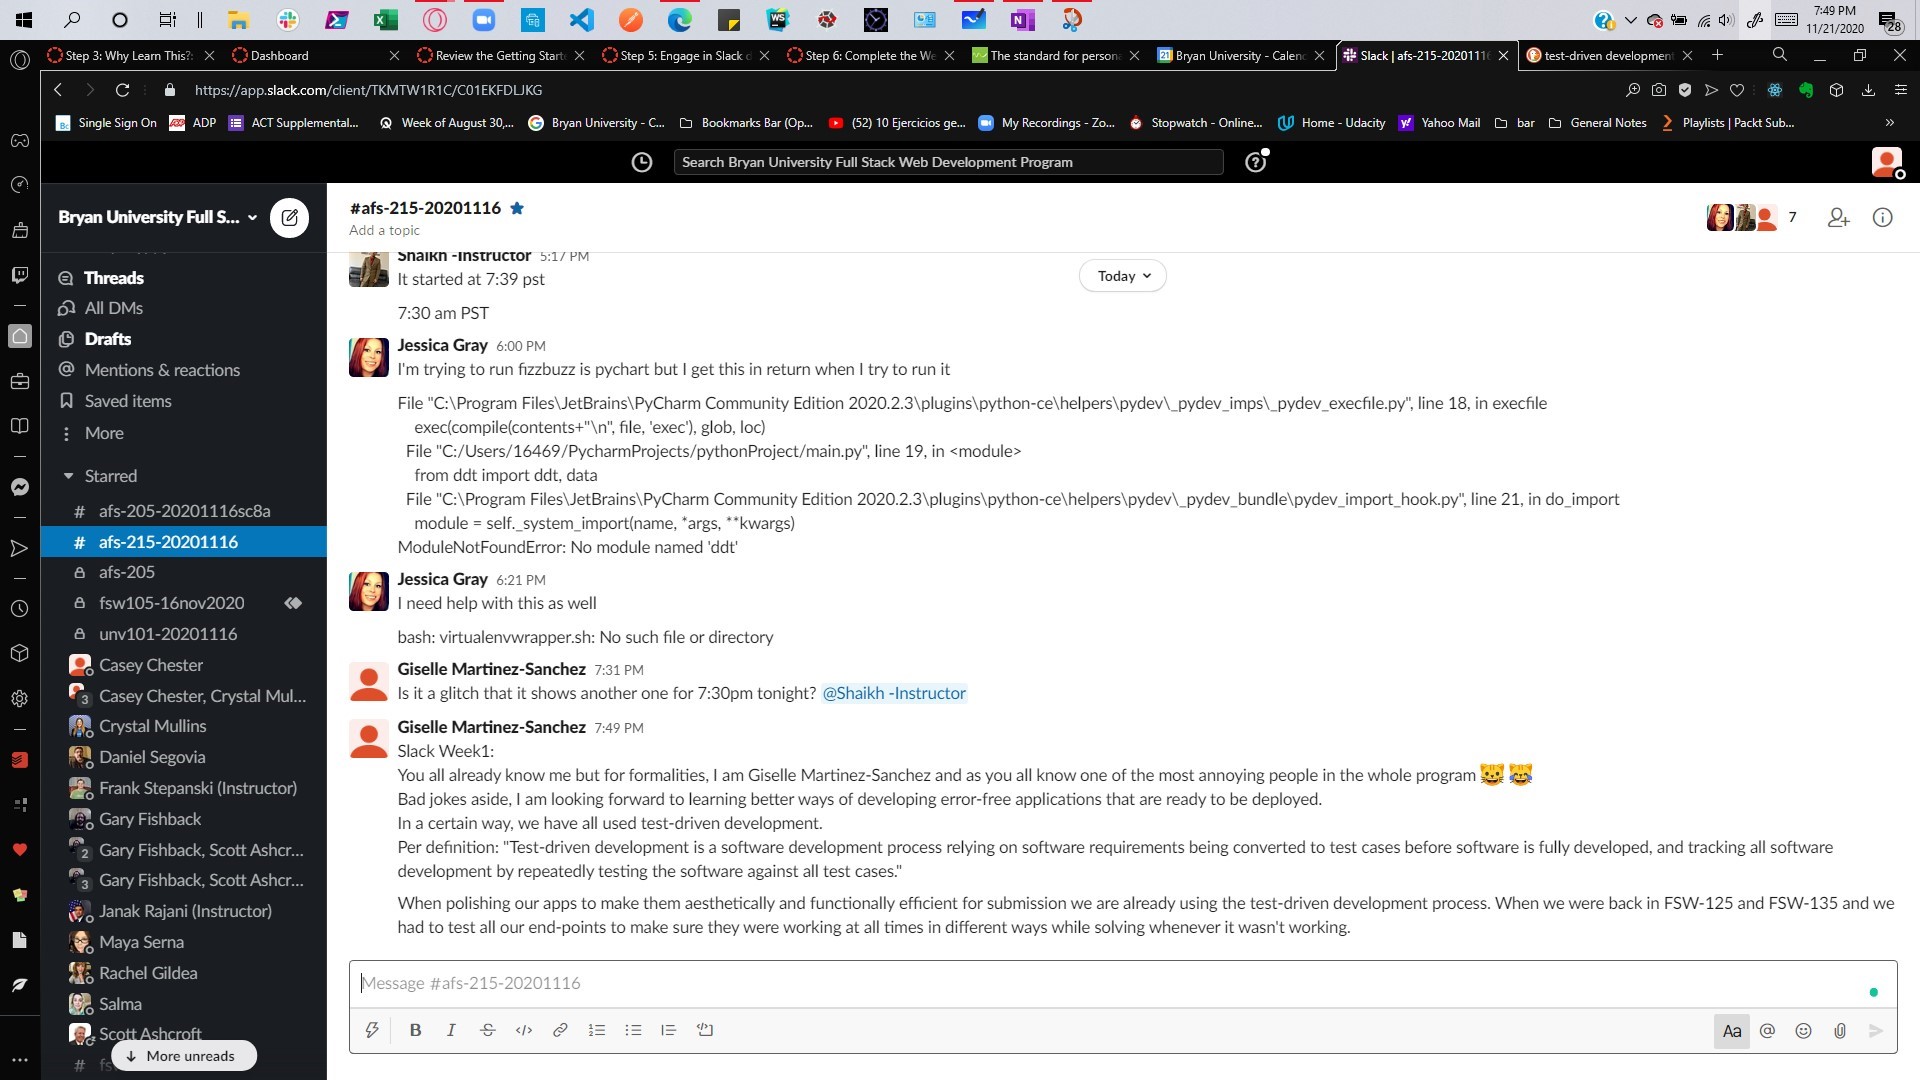 7:49 PM
11/21/2020
28
Step 3: Why Learn This?:
Dashboard
Review the Getting Starte
Step 5: Engage in Slack d
Step 6: Complete the We
The standard for persona
Bryan University - Calenc
Slack | afs-215-20201116
test-driven development
https://app.slack.com/client/TKMTW1R1C/C01EKFDLJKG
Single Sign On
ADP
ACT Supplemental...
Week of August 30,...
Bryan University - C...
Bookmarks Bar (Op...
(52) 10 Ejercicios ge...
My Recordings - Zo...
Stopwatch - Online...
Home - Udacity
Yahoo Mail
bar
General Notes
Playlists | Packt Sub...
Search Bryan University Full Stack Web Development Program
Bryan University Full S...
Threads
All DMs
Drafts
Mentions & reactions
Saved items
More
Starred
# afs-205-20201116sc8a
# afs-215-20201116
afs-205
fsw105-16nov2020
unv101-20201116
Casey Chester
3 Casey Chester, Crystal Mul...
Crystal Mullins
Daniel Segovia
Frank Stepanski (Instructor)
Gary Fishback
2 Gary Fishback, Scott Ashcr...
3 Gary Fishback, Scott Ashcr...
Janak Rajani (Instructor)
Maya Serna
Rachel Gildea
Salma
Scott Ashcroft
More unreads
#afs-215-20201116
Add a topic
7
Today
Shaikh -Instructor 5:17 PM
It started at 7:39 pst
7:30 am PST
Jessica Gray 6:00 PM
I'm trying to run fizzbuzz is pychart but I get this in return when I try to run it
File "C:\Program Files\JetBrains\PyCharm Community Edition 2020.2.3\plugins\python-ce\helpers\pydev\_pydev_imps\_pydev_execfile.py", line 18, in execfile
exec(compile(contents+"\n", file, 'exec'), glob, loc)
File "C:/Users/16469/PycharmProjects/pythonProject/main.py", line 19, in <module>
from ddt import ddt, data
File "C:\Program Files\JetBrains\PyCharm Community Edition 2020.2.3\plugins\python-ce\helpers\pydev\_pydev_bundle\pydev_import_hook.py", line 21, in do_import
module = self._system_import(name, *args, **kwargs)
ModuleNotFoundError: No module named 'ddt'
Jessica Gray 6:21 PM
I need help with this as well
bash: virtualenvwrapper.sh: No such file or directory
Giselle Martinez-Sanchez 7:31 PM
Is it a glitch that it shows another one for 7:30pm tonight? @Shaikh -Instructor
Giselle Martinez-Sanchez 7:49 PM
Slack Week1:
You all already know me but for formalities, I am Giselle Martinez-Sanchez and as you all know one of the most annoying people in the whole program
Bad jokes aside, I am looking forward to learning better ways of developing error-free applications that are ready to be deployed.
In a certain way, we have all used test-driven development.
Per definition: "Test-driven development is a software development process relying on software requirements being converted to test cases before software is fully developed, and tracking all software
development by repeatedly testing the software against all test cases."
When polishing our apps to make them aesthetically and functionally efficient for submission we are already using the test-driven development process. When we were back in FSW-125 and FSW-135 and we
had to test all our end-points to make sure they were working at all times in different ways while solving whenever it wasn't working.
Message #afs-215-20201116
B I S Aa @